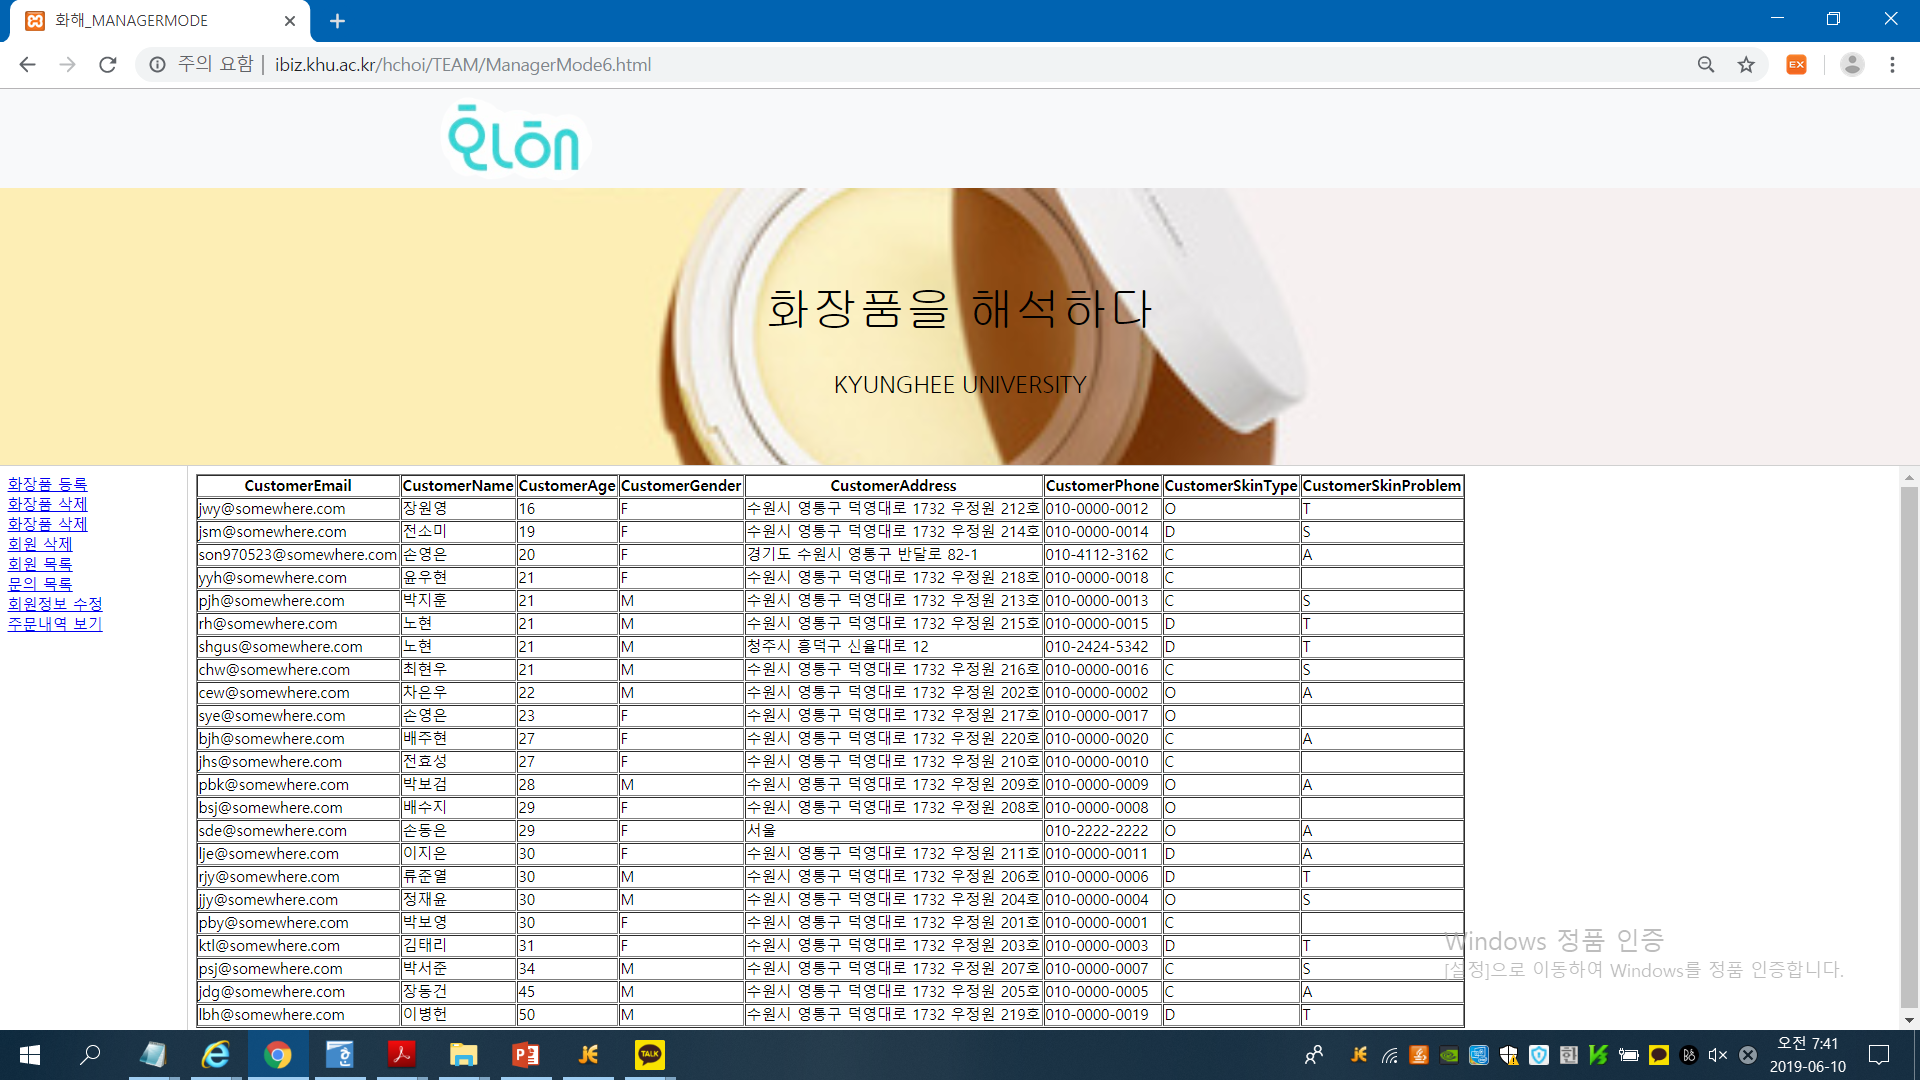 화해_MANAGERMODE
주의 요함 | ibiz.khu.ac.kr/hchoi/TEAM/ManagerMode6.html
EX
화장품을 해석하다
KYUNGHEE UNIVERSITY
화장품 등록
화장품 삭제
화장품 삭제
회원 삭제
회원 목록
문의 목록
회원정보 수정
주문내역 보기
CustomerEmail CustomerName CustomerAge CustomerGender CustomerAddress CustomerPhone CustomerSkinType CustomerSkinProblem
jwy@somewhere.com 장원영 16 F 수원시 영통구 덕영대로 1732 우정원 212호 010-0000-0012 O T
jsm@somewhere.com 전소미 19 F 수원시 영통구 덕영대로 1732 우정원 214호 010-0000-0014 D S
son970523@somewhere.com 손영은 20 F 경기도 수원시 영통구 반달로 82-1 010-4112-3162 C A
yyh@somewhere.com 윤우현 21 F 수원시 영통구 덕영대로 1732 우정원 218호 010-0000-0018 C
pjh@somewhere.com 박지훈 21 M 수원시 영통구 덕영대로 1732 우정원 213호 010-0000-0013 C S
rh@somewhere.com 노현 21 M 수원시 영통구 덕영대로 1732 우정원 215호 010-0000-0015 D T
shgus@somewhere.com 노현 21 M 청주시 흥덕구 신율대로 12 010-2424-5342 D T
chw@somewhere.com 최현우 21 M 수원시 영통구 덕영대로 1732 우정원 216호 010-0000-0016 C S
cew@somewhere.com 차은우 22 M 수원시 영통구 덕영대로 1732 우정원 202호 010-0000-0002 O A
sye@somewhere.com 손영은 23 F 수원시 영통구 덕영대로 1732 우정원 217호 010-0000-0017 O
bjh@somewhere.com 배주현 27 F 수원시 영통구 덕영대로 1732 우정원 220호 010-0000-0020 C A
jhs@somewhere.com 전효성 27 F 수원시 영통구 덕영대로 1732 우정원 210호 010-0000-0010 C
pbk@somewhere.com 박보검 28 M 수원시 영통구 덕영대로 1732 우정원 209호 010-0000-0009 O A
bsj@somewhere.com 배수지 29 F 수원시 영통구 덕영대로 1732 우정원 208호 010-0000-0008 O
sde@somewhere.com 손동은 29 F 서울 010-2222-2222 O A
lje@somewhere.com 이지은 30 F 수원시 영통구 덕영대로 1732 우정원 211호 010-0000-0011 D A
rjy@somewhere.com 류준열 30 M 수원시 영통구 덕영대로 1732 우정원 206호 010-0000-0006 D T
jjy@somewhere.com 정재윤 30 M 수원시 영통구 덕영대로 1732 우정원 204호 010-0000-0004 O S
pby@somewhere.com 박보영 30 F 수원시 영통구 덕영대로 1732 우정원 201호 010-0000-0001 C
ktl@somewhere.com 김태리 31 F 수원시 영통구 덕영대로 1732 우정원 203호 010-0000-0003 D T
psj@somewhere.com 박서준 34 M 수원시 영통구 덕영대로 1732 우정원 207호 010-0000-0007 C S
jdg@somewhere.com 장동건 45 M 수원시 영통구 덕영대로 1732 우정원 205호 010-0000-0005 C A
lbh@somewhere.com 이병헌 50 M 수원시 영통구 덕영대로 1732 우정원 219호 010-0000-0019 D T
Windows 정품 인증
[설정]으로 이동하여 Windows를 정품 인증합니다.
TALK
오전 7:41
2019-06-10